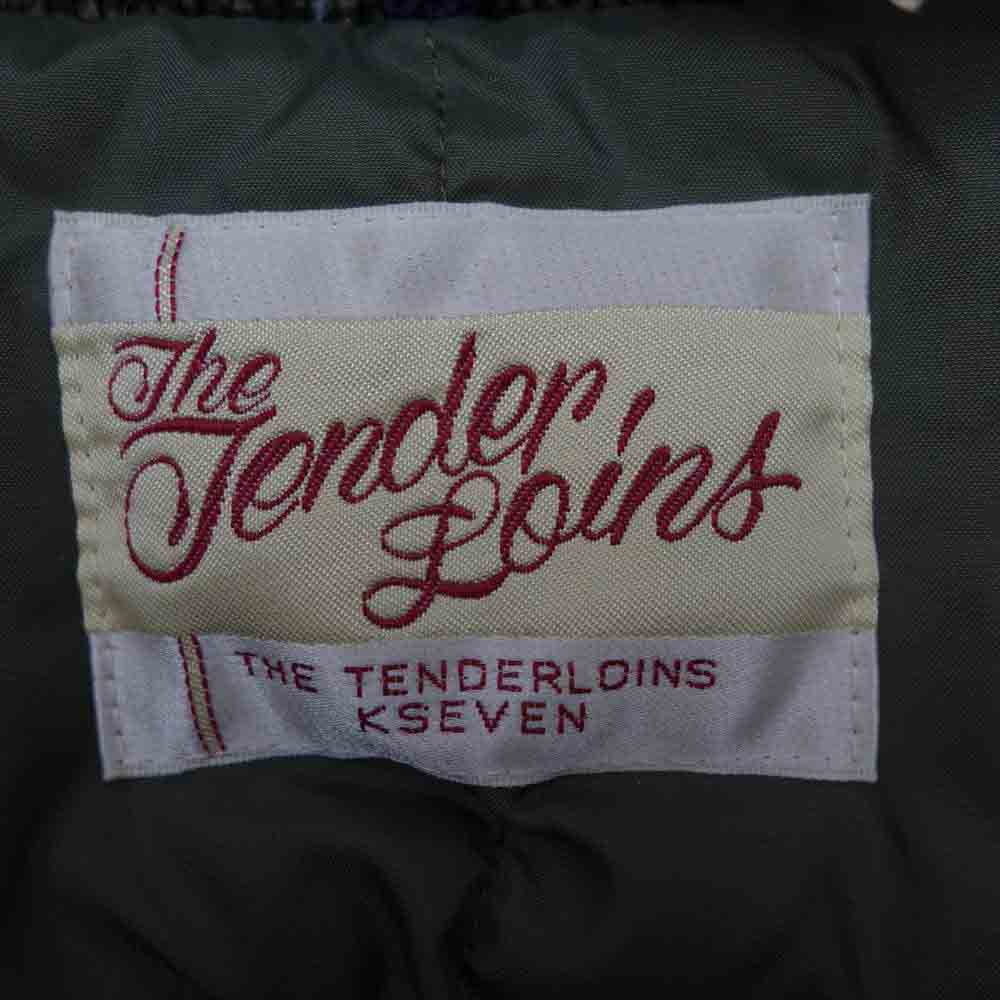 The
Tender
Loins
THE TENDERLOINS
KSEVEN